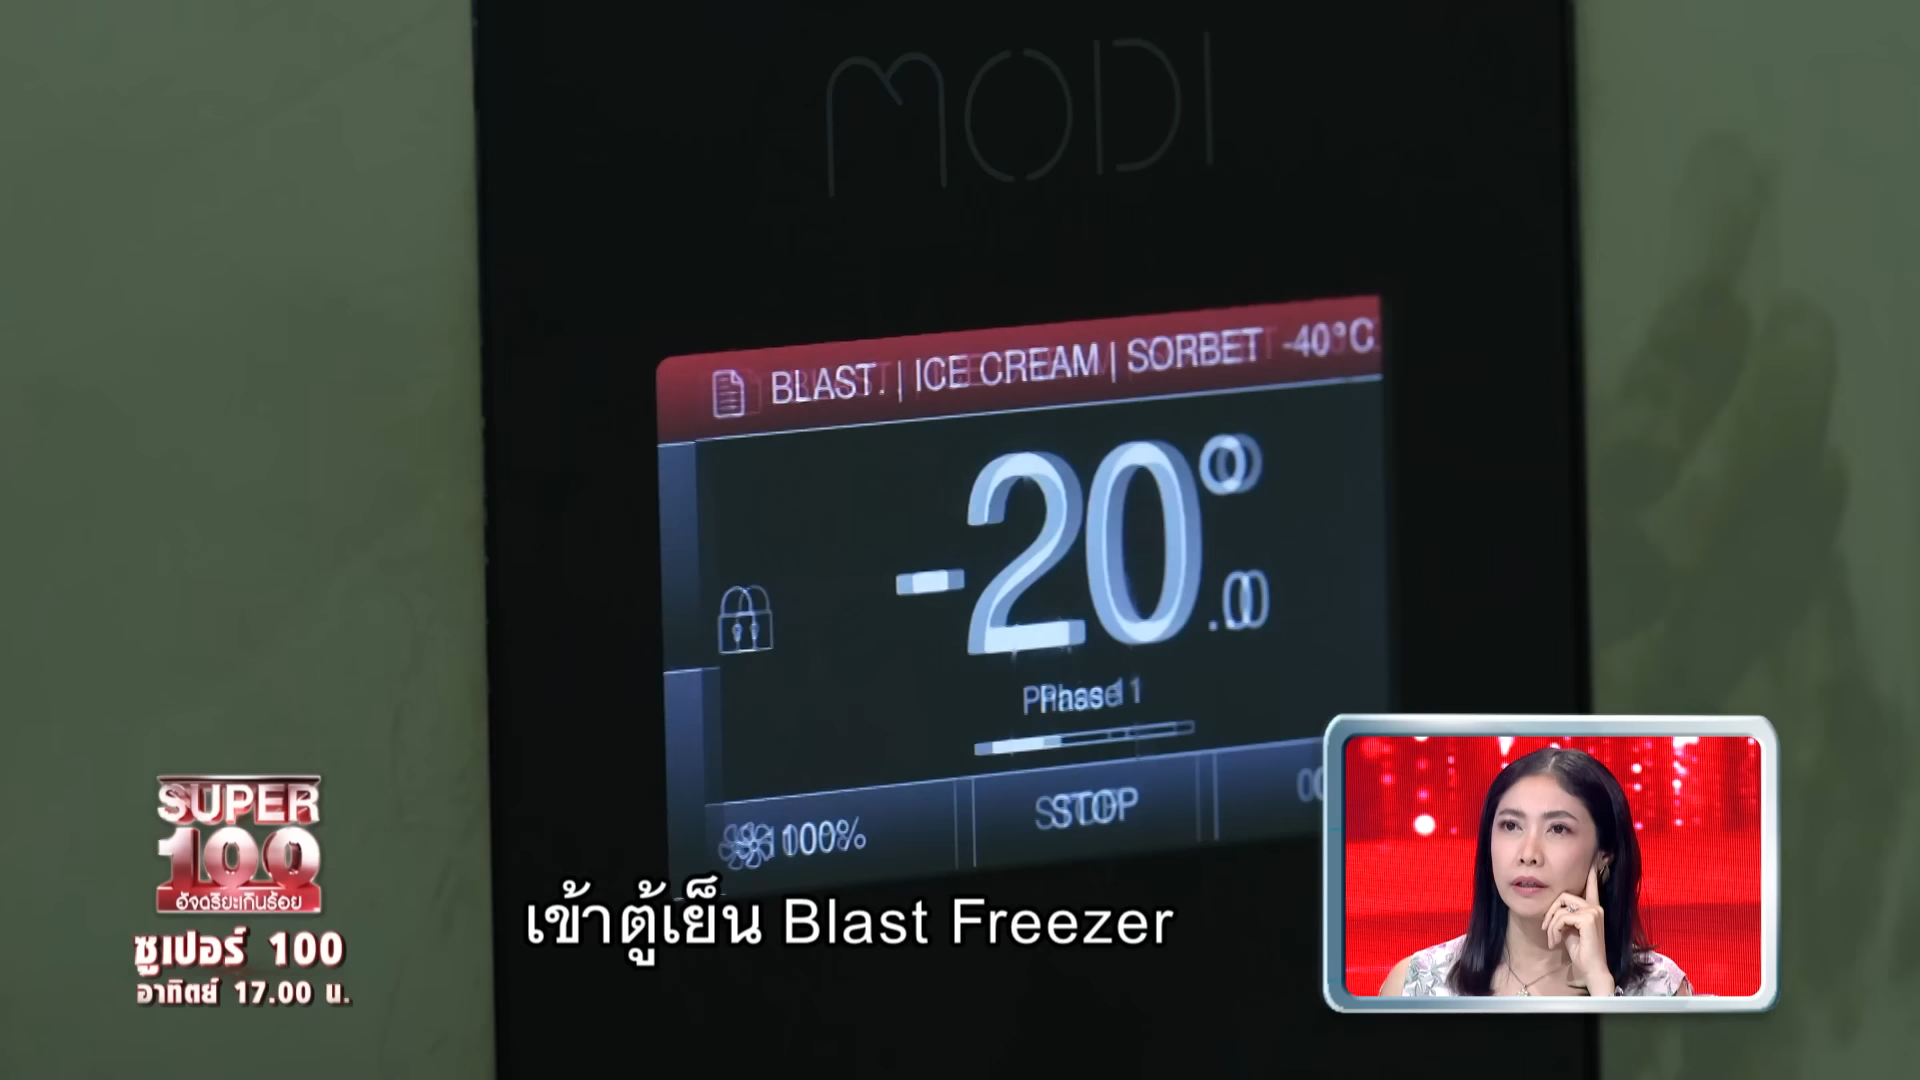 MODI
BLAST. | ICE CREAM | SORBET -40°C
-20°
.00
Phase 1
100%
STOP
เข้าตู้เย็น Blast Freezer
SUPER
100
อัจฉริยะเกินร้อย
ซูเปอร์ 100
อาทิตย์ 17.00 น.